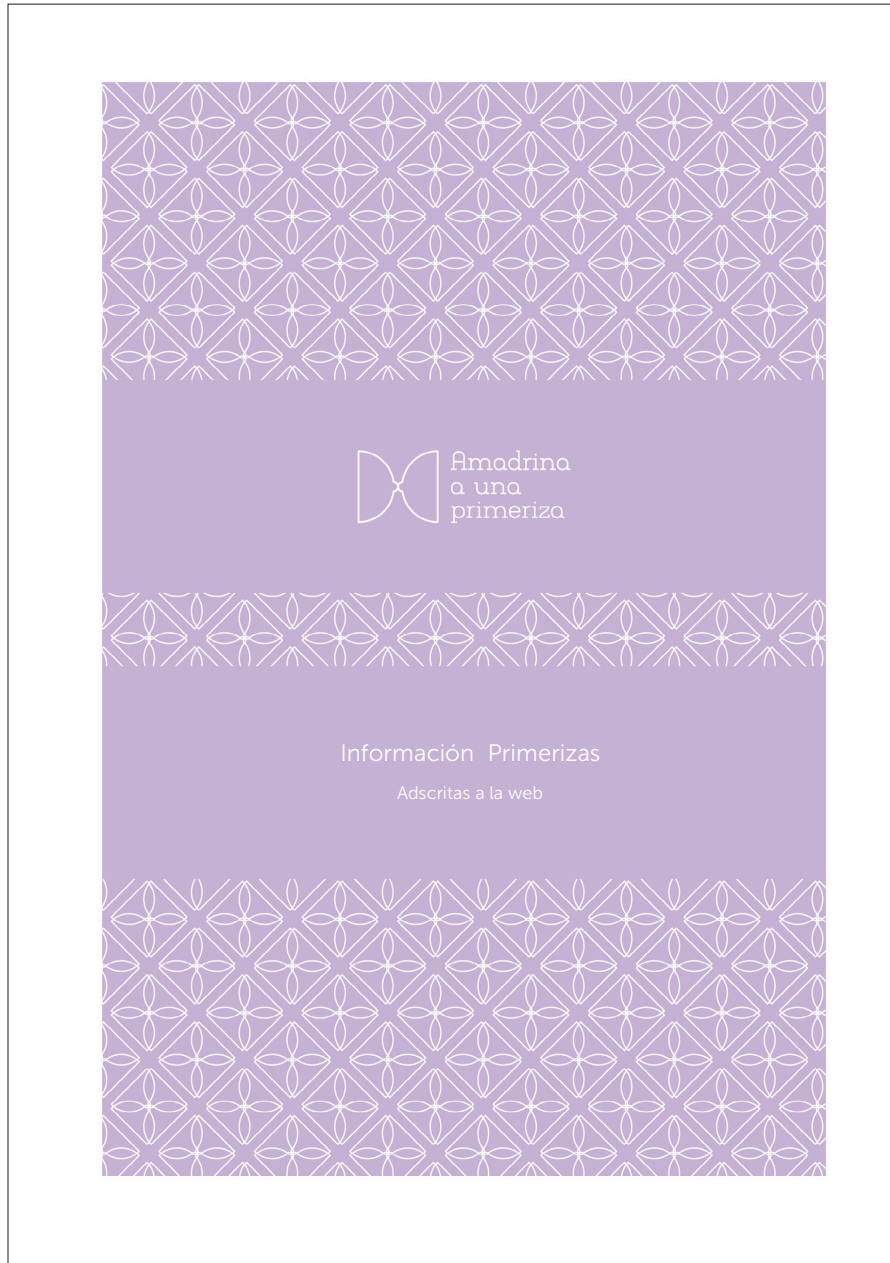 Amadrina
a una
primeriza
Información Primerizas
Adscritas a la web